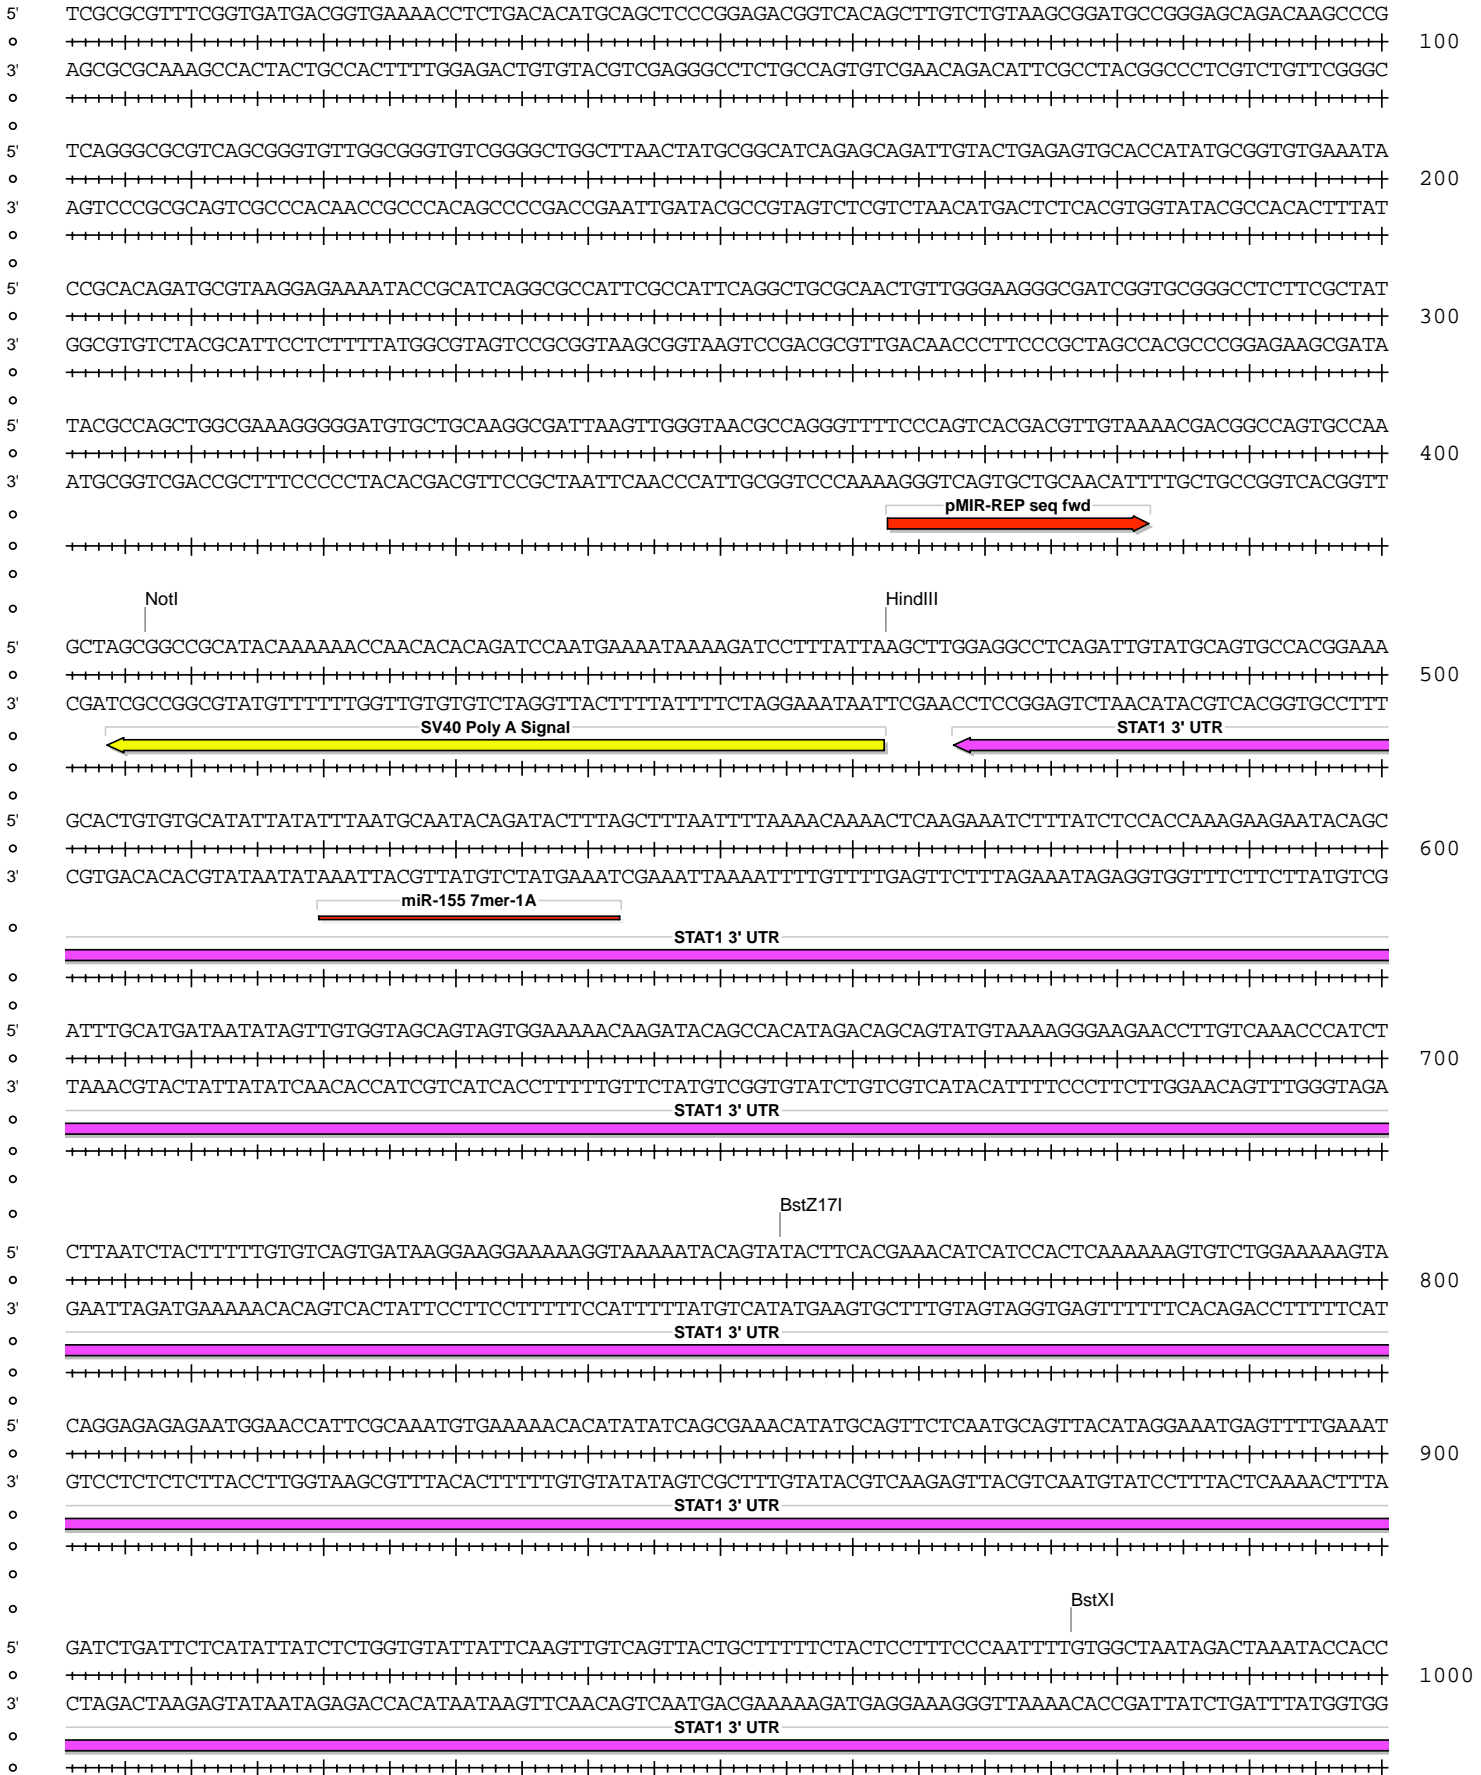 5' TCGCGCGTTTCGGTGATGACGGTGAAAACCTCTGACACATGCAGCTCCCGGAGACGGTCACAGCTTGTCTGTAAGCGGATGCCGGGAGCAGACAAGCCCG
100
3' AGCGCGCAAAGCCACTACTGCCACTTTTGGAGACTGTGTACGTCGAGGGCCTCTGCCAGTGTCGAACAGACATTCGCCTACGGCCCTCGTCTGTTCGGGC
5' TCAGGGCGCGTCAGCGGGTGTTGGCGGGTGTCGGGGCTGGCTTAACTATGCGGCATCAGAGCAGATTGTACTGAGAGTGCACCATATGCGGTGTGAAATA
200
3' AGTCCCGCGCAGTCGCCCACAACCGCCCACAGCCCCGACCGAATTGATACGCCGTAGTCTCGTCTAACATGACTCTCACGTGGTATACGCCACACTTTAT
5' CCGCACAGATGCGTAAGGAGAAAATACCGCATCAGGCGCCATTCGCCATTCAGGCTGCGCAACTGTTGGGAAGGGCGATCGGTGCGGGCCTCTTCGCTAT
300
3' GGCGTGTCTACGCATTCCTCTTTTATGGCGTAGTCCGCGGTAAGCGGTAAGTCCGACGCGTTGACAACCCTTCCCGCTAGCCACGCCCGGAGAAGCGATA
5' TACGCCAGCTGGCGAAAGGGGGATGTGCTGCAAGGCGATTAAGTTGGGTAACGCCAGGGTTTTCCCAGTCACGACGTTGTAAAACGACGGCCAGTGCCAA
400
3' ATGCGGTCGACCGCTTTCCCCCTACACGACGTTCCGCTAATTCAACCCATTGCGGTCCCAAAAGGGTCAGTGCTGCAACATTTTGCTGCCGGTCACGGTT
pMIR-REP seq fwd
NotI HindIII
5' GCTAGCGGCCGCATACAAAAAACCAACACACAGATCCAATGAAAATAAAAGATCCTTTATTAAGCTTGGAGGCCTCAGATTGTATGCAGTGCCACGGAAA
500
3' CGATCGCCGGCGTATGTTTTTTGGTTGTGTGTCTAGGTTACTTTTATTTTCTAGGAAATAATTCGAACCTCCGGAGTCTAACATACGTCACGGTGCCTTT
SV40 Poly A Signal STAT1 3' UTR
5' GCACTGTGTGCATATTATATTTAATGCAATACAGATACTTTAGCTTTAATTTTAAAACAAAACTCAAGAAATCTTTATCTCCACCAAAGAAGAATACAGC
600
3' CGTGACACACGTATAATATAAATTACGTTATGTCTATGAAATCGAAATTAAAATTTTGTTTTGAGTTCTTTAGAAATAGAGGTGGTTTCTTCTTATGTCG
miR-155 7mer-1A
STAT1 3' UTR
5' ATTTGCATGATAATATAGTTGTGGTAGCAGTAGTGGAAAAACAAGATACAGCCACATAGACAGCAGTATGTAAAAGGGAAGAACCTTGTCAAACCCATCT
700
3' TAAACGTACTATTATATCAACACCATCGTCATCACCTTTTTGTTCTATGTCGGTGTATCTGTCGTCATACATTTTCCCTTCTTGGAACAGTTTGGGTAGA
STAT1 3' UTR
BstZ17I
5' CTTAATCTACTTTTTGTGTCAGTGATAAGGAAGGAAAAAGGTAAAAATACAGTATACTTCACGAAACATCATCCACTCAAAAAAGTGTCTGGAAAAAGTA
800
3' GAATTAGATGAAAAACACAGTCACTATTCCTTCCTTTTTCCATTTTTATGTCATATGAAGTGCTTTGTAGTAGGTGAGTTTTTTCACAGACCTTTTTCAT
STAT1 3' UTR
5' CAGGAGAGAGAATGGAACCATTCGCAAATGTGAAAAACACATATATCAGCGAAACATATGCAGTTCTCAATGCAGTTACATAGGAAATGAGTTTTGAAAT
900
3' GTCCTCTCTCTTACCTTGGTAAGCGTTTACACTTTTTGTGTATATAGTCGCTTTGTATACGTCAAGAGTTACGTCAATGTATCCTTTACTCAAAACTTTA
STAT1 3' UTR
BstXI
5' GATCTGATTCTCATATTATCTCTGGTGTATTATTCAAGTTGTCAGTTACTGCTTTTTCTACTCCTTTCCCAATTTTGTGGCTAATAGACTAAATACCACC
1000
3' CTAGACTAAGAGTATAATAGAGACCACATAATAAGTTCAACAGTCAATGACGAAAAAGATGAGGAAAGGGTTAAAACACCGATTATCTGATTTATGGTGG
STAT1 3' UTR